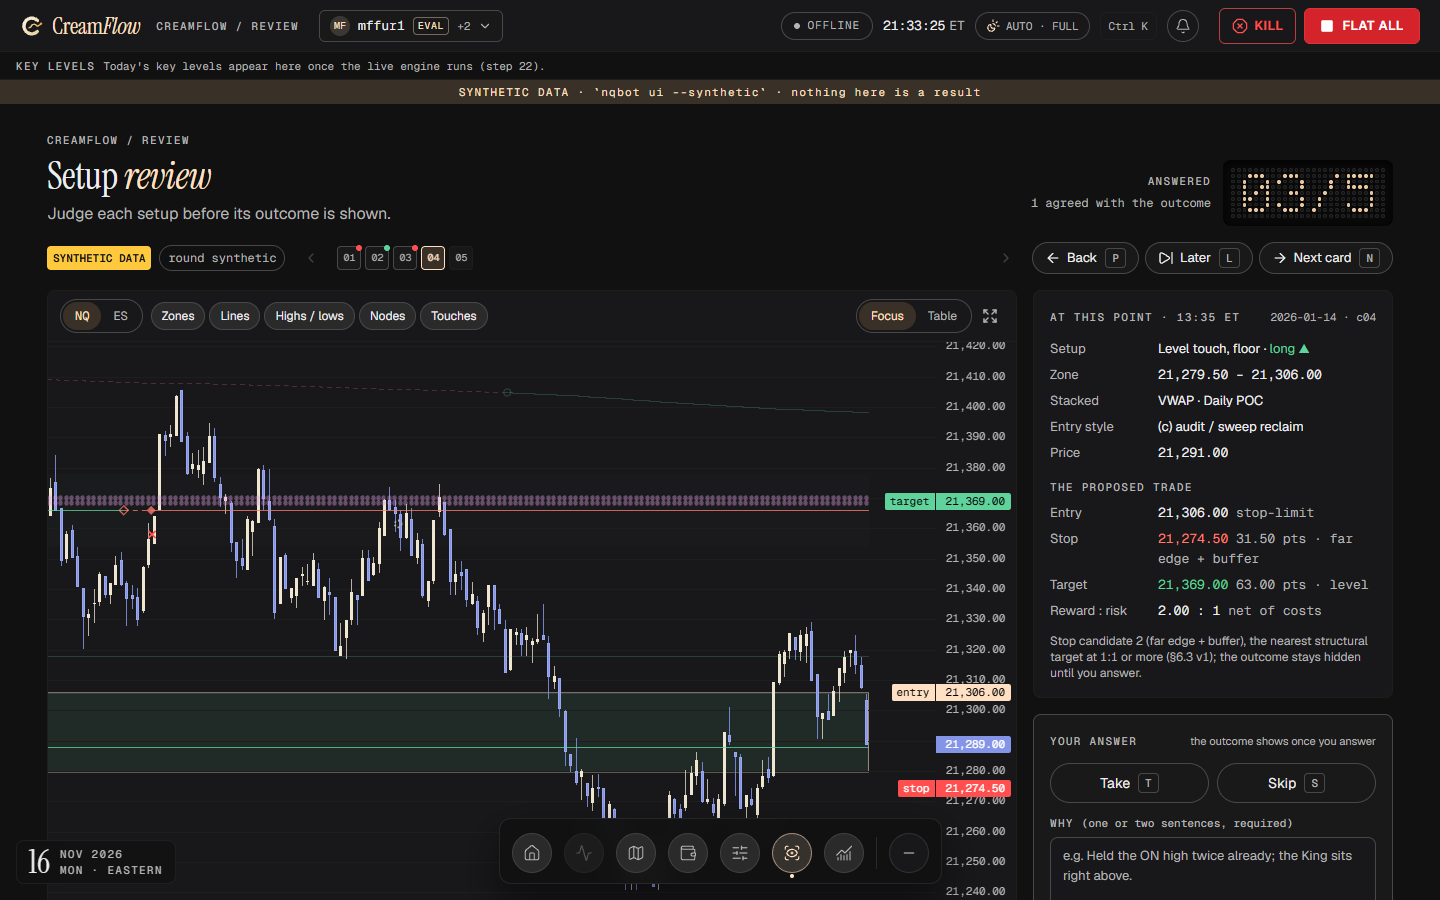 CreamFlow CREAMFLOW / REVIEW MF mffur1 EVAL +2 OFFLINE 21:33:25 ET AUTO · FULL Ctrl K KILL FLAT ALL
KEY LEVELS Today's key levels appear here once the live engine runs (step 22).
SYNTHETIC DATA · `nqbot ui --synthetic` · nothing here is a result
CREAMFLOW / REVIEW
Setup review
Judge each setup before its outcome is shown.
ANSWERED
1 agreed with the outcome
03/5
SYNTHETIC DATA round synthetic 01 02 03 04 05
Back P Later L Next card N
NQ ES Zones Lines Highs / lows Nodes Touches Focus Table
21,420.00
21,410.00
21,400.00
21,390.00
21,380.00
target 21,369.00
21,360.00
21,350.00
21,340.00
21,330.00
21,320.00
21,310.00
entry 21,306.00
21,300.00
21,289.00
21,280.00
stop 21,274.50
21,270.00
21,260.00
21,250.00
21,240.00
AT THIS POINT · 13:35 ET 2026-01-14 · c04
Setup Level touch, floor · long ▲
Zone 21,279.50 – 21,306.00
Stacked VWAP · Daily POC
Entry style (c) audit / sweep reclaim
Price 21,291.00
THE PROPOSED TRADE
Entry 21,306.00 stop-limit
Stop 21,274.50 31.50 pts · far
edge + buffer
Target 21,369.00 63.00 pts · level
Reward : risk 2.00 : 1 net of costs
Stop candidate 2 (far edge + buffer), the nearest structural
target at 1:1 or more (§6.3 v1); the outcome stays hidden
until you answer.
YOUR ANSWER the outcome shows once you answer
Take T Skip S
WHY (one or two sentences, required)
e.g. Held the ON high twice already; the King sits
right above.
16 NOV 2026
MON · EASTERN